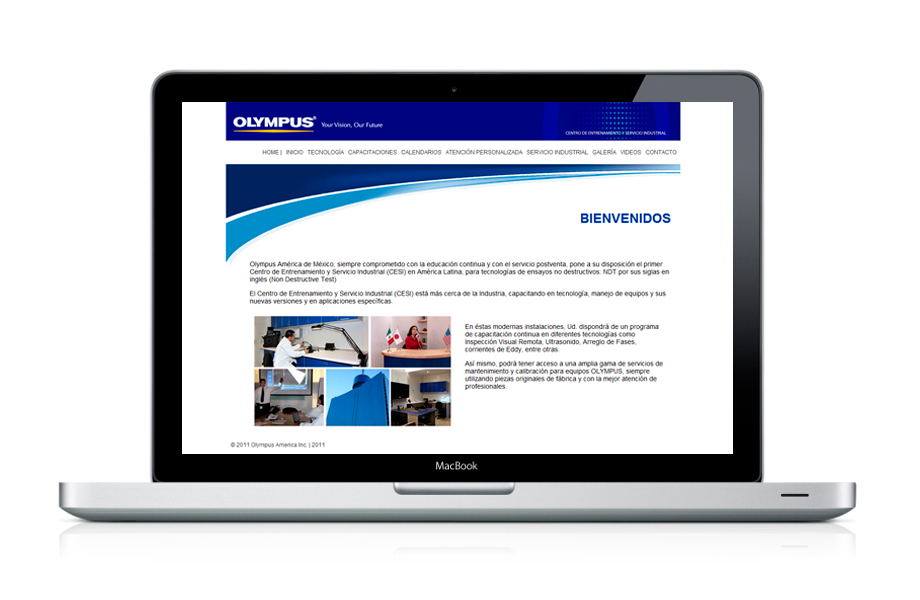 OLYMPUS® Your Vision, Our Future
CENTRO DE ENTRENAMIENTO Y SERVICIO INDUSTRIAL
HOME | INICIO TECNOLOGÍA CAPACITACIONES CALENDARIOS ATENCIÓN PERSONALIZADA SERVICIO INDUSTRIAL GALERÍA VIDEOS CONTACTO
BIENVENIDOS
Olympus América de México, siempre comprometido con la educación continua y con el servicio postventa, pone a su disposición el primer
Centro de Entrenamiento y Servicio Industrial (CESI) en América Latina, para tecnologías de ensayos no destructivos: NDT por sus siglas en
inglés (Non Destructive Test)
El Centro de Entrenamiento y Servicio Industrial (CESI) está más cerca de la Industria, capacitando en tecnología, manejo de equipos y sus
nuevas versiones y en aplicaciones específicas.
En éstas modernas instalaciones, Ud. dispondrá de un programa
de capacitación continua en diferentes tecnologías como
Inspección Visual Remota, Ultrasonido, Arreglo de Fases,
corrientes de Eddy, entre otras.
Así mismo, podrá tener acceso a una amplia gama de servicios de
mantenimiento y calibración para equipos OLYMPUS, siempre
utilizando piezas originales de fábrica y con la mejor atención de
profesionales.
© 2011 Olympus America Inc. | 2011
MacBook